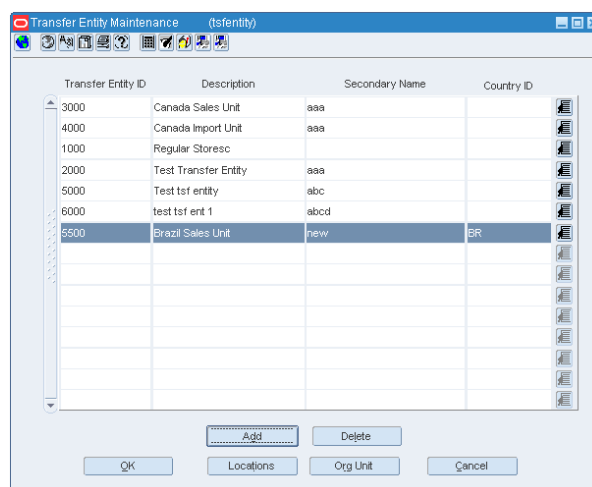 Transfer Entity Maintenance (tsfentity)
Transfer Entity ID Description Secondary Name Country ID
3000 Canada Sales Unit aaa
4000 Canada Import Unit aaa
1000 Regular Storesc
2000 Test Transfer Entity aaa
5000 Test tsf entity abc
6000 test tsf ent 1 abcd
5500 Brazil Sales Unit new BR
Add Delete
OK Locations Org Unit Cancel